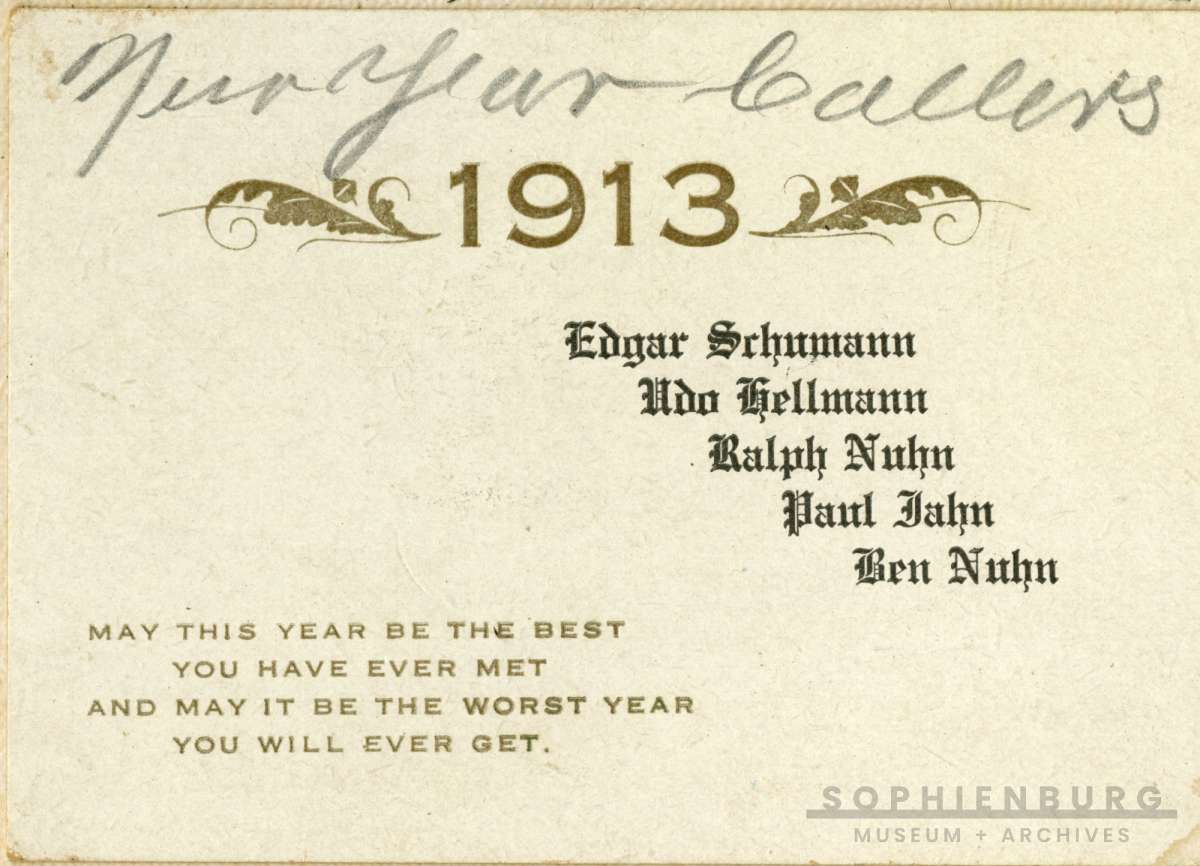 New Year Callers
1913
Edgar Schumann
Udo Hellmann
Ralph Nuhn
Paul Jahn
Ben Nuhn
MAY THIS YEAR BE THE BEST
YOU HAVE EVER MET
AND MAY IT BE THE WORST YEAR
YOU WILL EVER GET.
SOPHIENBURG
MUSEUM + ARCHIVES